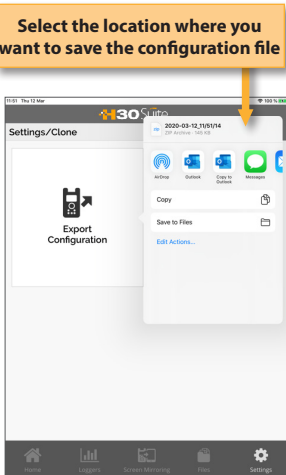 Select the location where you
want to save the configuration file
11:51 Thu 12 Mar
100 %
H30Suite
Settings/Clone
2020-03-12_11/51/14
ZIP Archive · 145 KB
AirDrop
Outlook
Copy to
Outlook
Messages
Copy
Save to Files
Edit Actions...
Export
Configuration
Home
Loggers
Screen Mirroring
Files
Settings